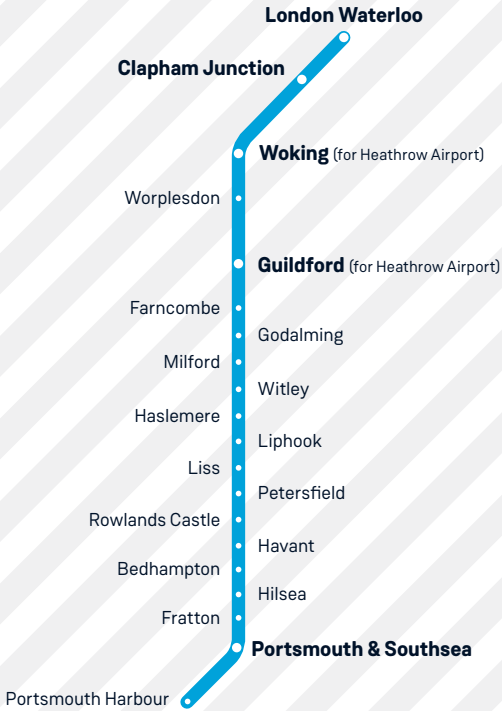 London Waterloo
Clapham Junction
Woking (for Heathrow Airport)
Worplesdon
Guildford (for Heathrow Airport)
Farncombe
Godalming
Milford
Witley
Haslemere
Liphook
Liss
Petersfield
Rowlands Castle
Havant
Bedhampton
Hilsea
Fratton
Portsmouth & Southsea
Portsmouth Harbour